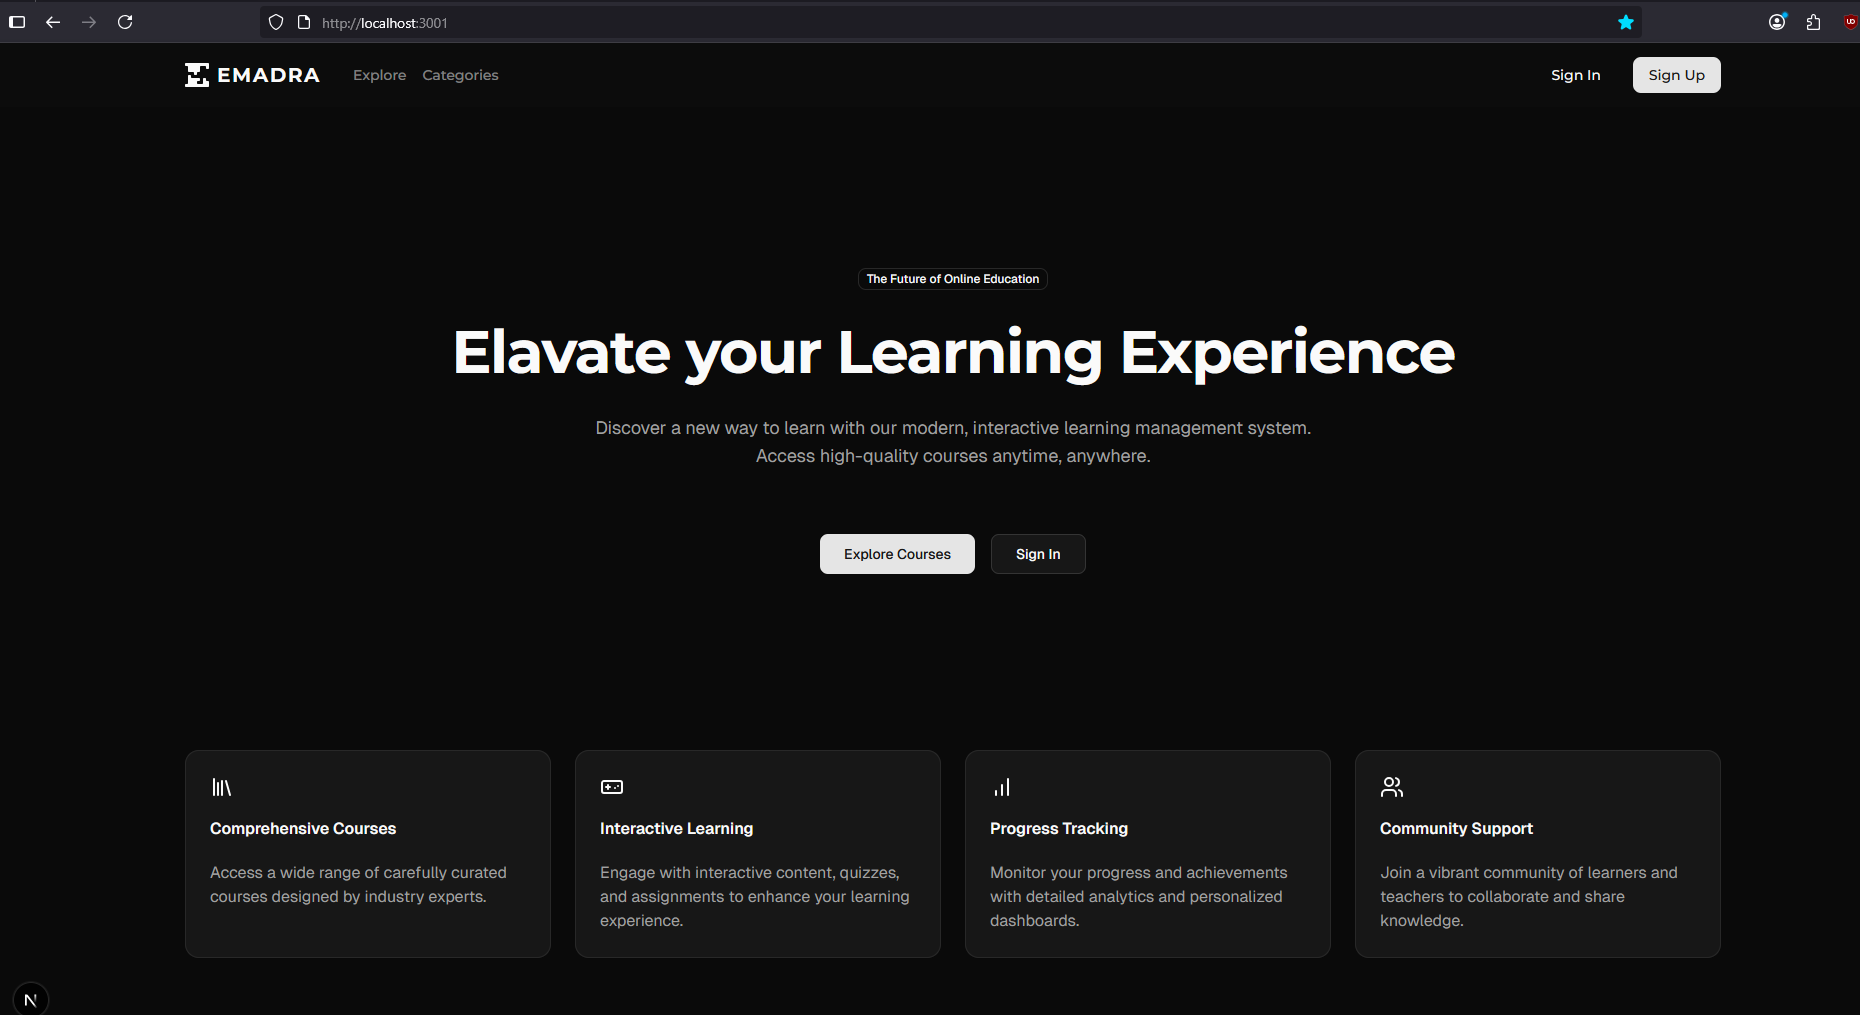 http://localhost:3001
EMADRA
Explore
Categories
Sign In
Sign Up
The Future of Online Education
Elavate your Learning Experience
Discover a new way to learn with our modern, interactive learning management system.
Access high-quality courses anytime, anywhere.
Explore Courses
Sign In
Comprehensive Courses
Access a wide range of carefully curated
courses designed by industry experts.
Interactive Learning
Engage with interactive content, quizzes,
and assignments to enhance your learning
experience.
Progress Tracking
Monitor your progress and achievements
with detailed analytics and personalized
dashboards.
Community Support
Join a vibrant community of learners and
teachers to collaborate and share
knowledge.
N